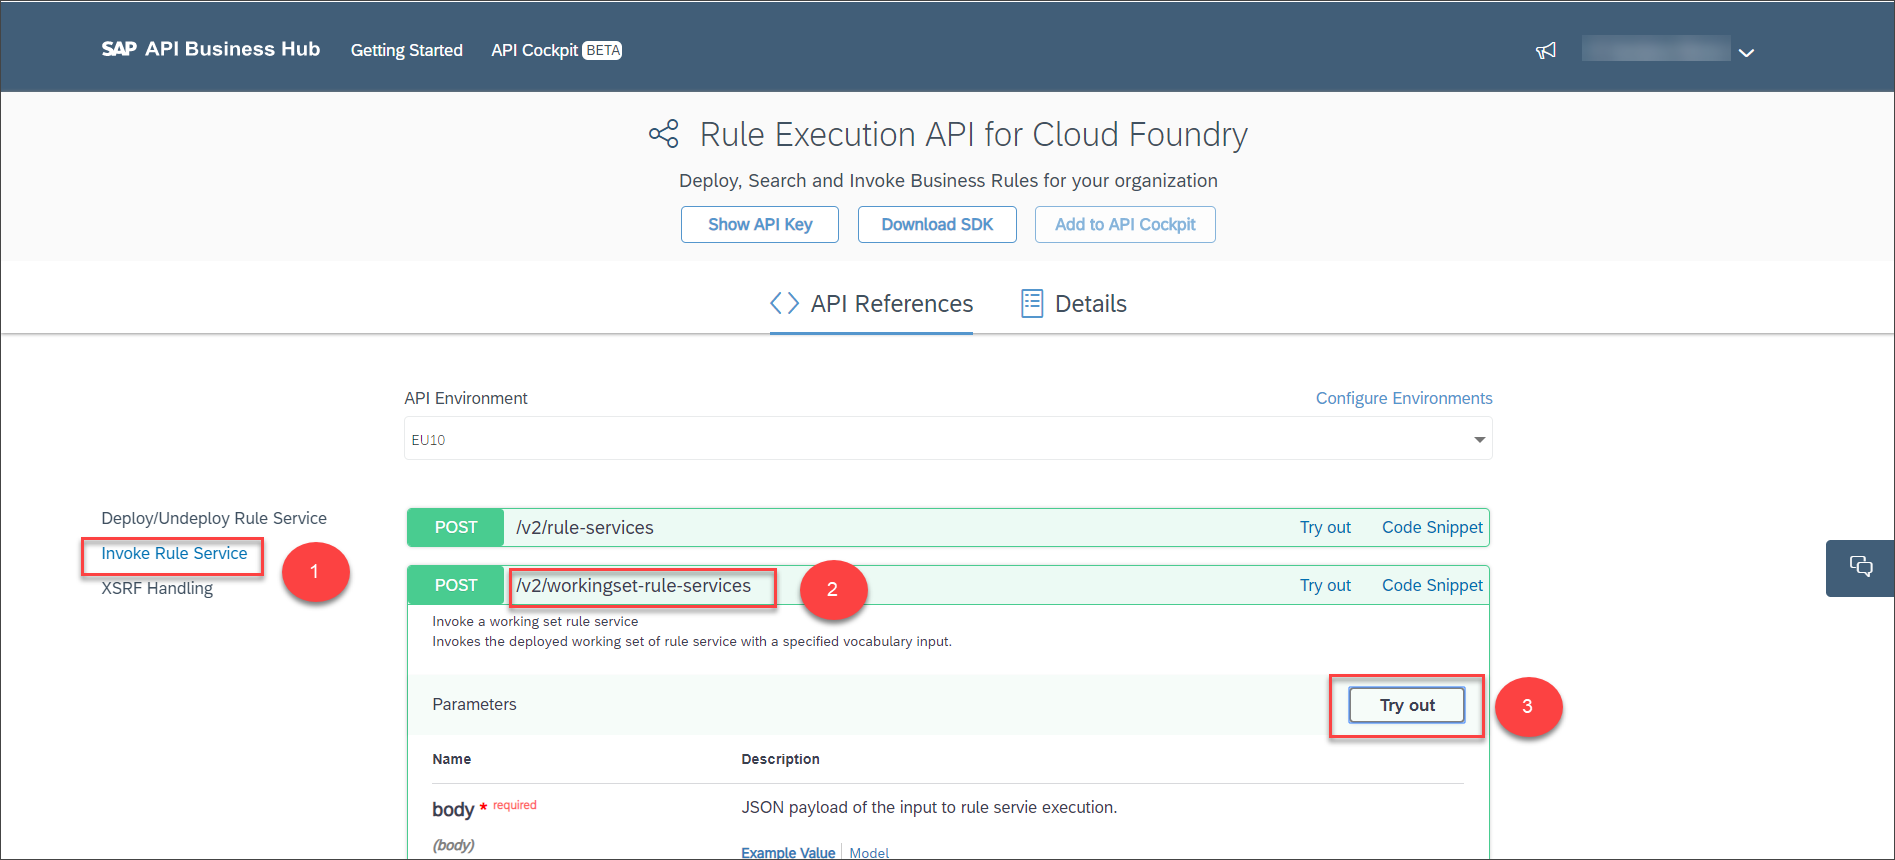 SAP API Business Hub Getting Started API Cockpit BETA
Rule Execution API for Cloud Foundry
Deploy, Search and Invoke Business Rules for your organization
Show API Key Download SDK Add to API Cockpit
API References Details
API Environment Configure Environments
EU10
Deploy/Undeploy Rule Service
Invoke Rule Service 1
XSRF Handling
POST /v2/rule-services Try out Code Snippet
POST /v2/workingset-rule-services 2 Try out Code Snippet
Invoke a working set rule service
Invokes the deployed working set of rule service with a specified vocabulary input.
Parameters Try out 3
Name Description
body * required JSON payload of the input to rule servie execution.
(body)
Example Value Model